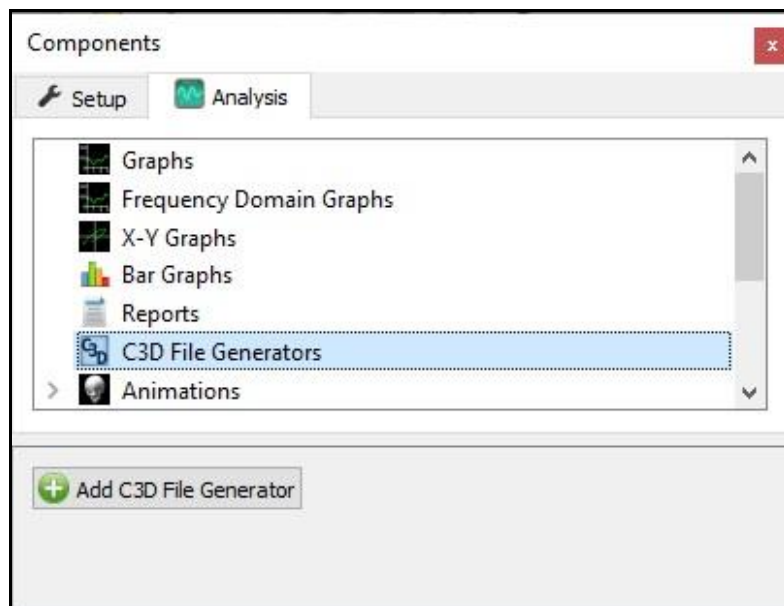 Components
x
Setup
Analysis
Graphs
Frequency Domain Graphs
X-Y Graphs
Bar Graphs
Reports
C3D
C3D File Generators
Animations
Add C3D File Generator